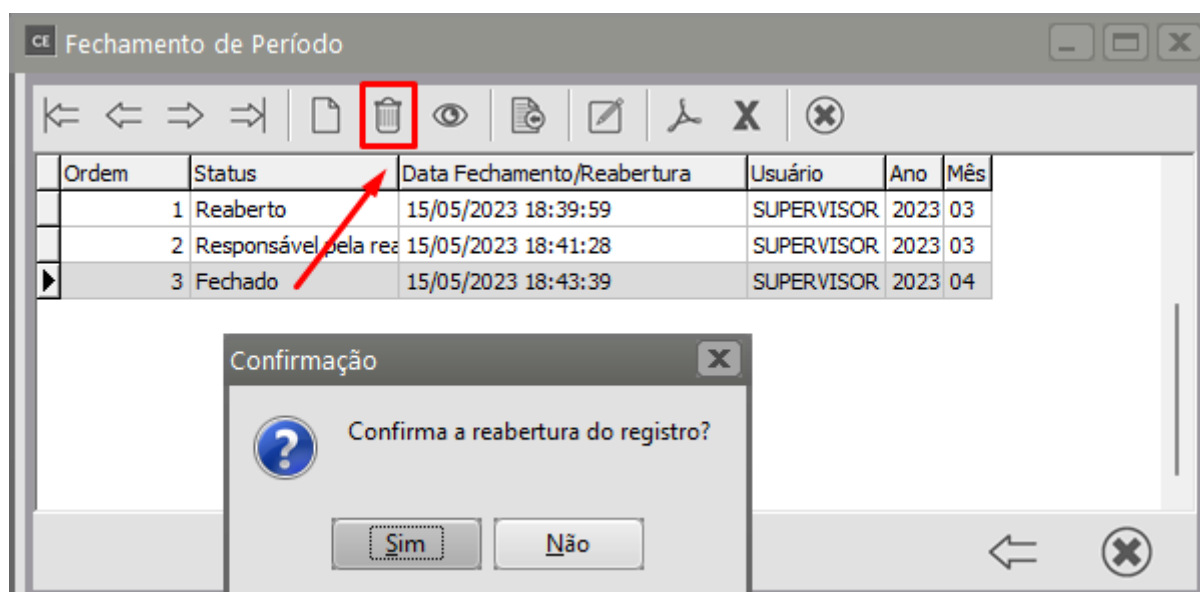 CE Fechamento de Período
Ordem Status Data Fechamento/Reabertura Usuário Ano Mês
1 Reaberto 15/05/2023 18:39:59 SUPERVISOR 2023 03
2 Responsável pela rea 15/05/2023 18:41:28 SUPERVISOR 2023 03
3 Fechado 15/05/2023 18:43:39 SUPERVISOR 2023 04
Confirmação
Confirma a reabertura do registro?
Sim Não